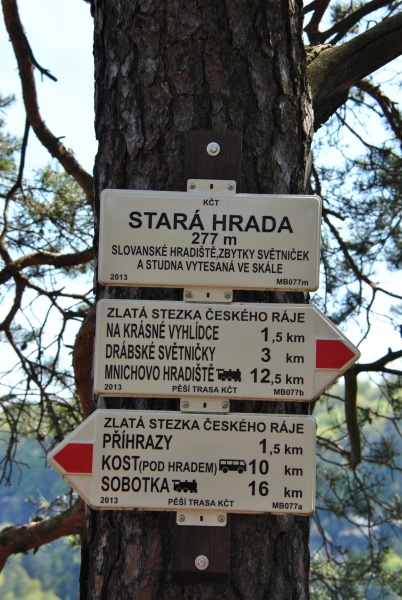 KČT
STARÁ HRADA
277 m
SLOVANSKÉ HRADIŠTĚ,ZBYTKY SVĚTNIČEK
A STUDNA VYTESANÁ VE SKÁLE
2013 MB077m
ZLATÁ STEZKA ČESKÉHO RÁJE
NA KRÁSNÉ VYHLÍDCE 1,5 km
DRÁBSKÉ SVĚTNIČKY 3 km
MNICHOVO HRADIŠTĚ 12,5 km
2013 PĚŠÍ TRASA KČT MB077b
ZLATÁ STEZKA ČESKÉHO RÁJE
PŘÍHRAZY 1,5 km
KOST(POD HRADEM) 10 km
SOBOTKA 16 km
2013 PĚŠÍ TRASA KČT MB077a